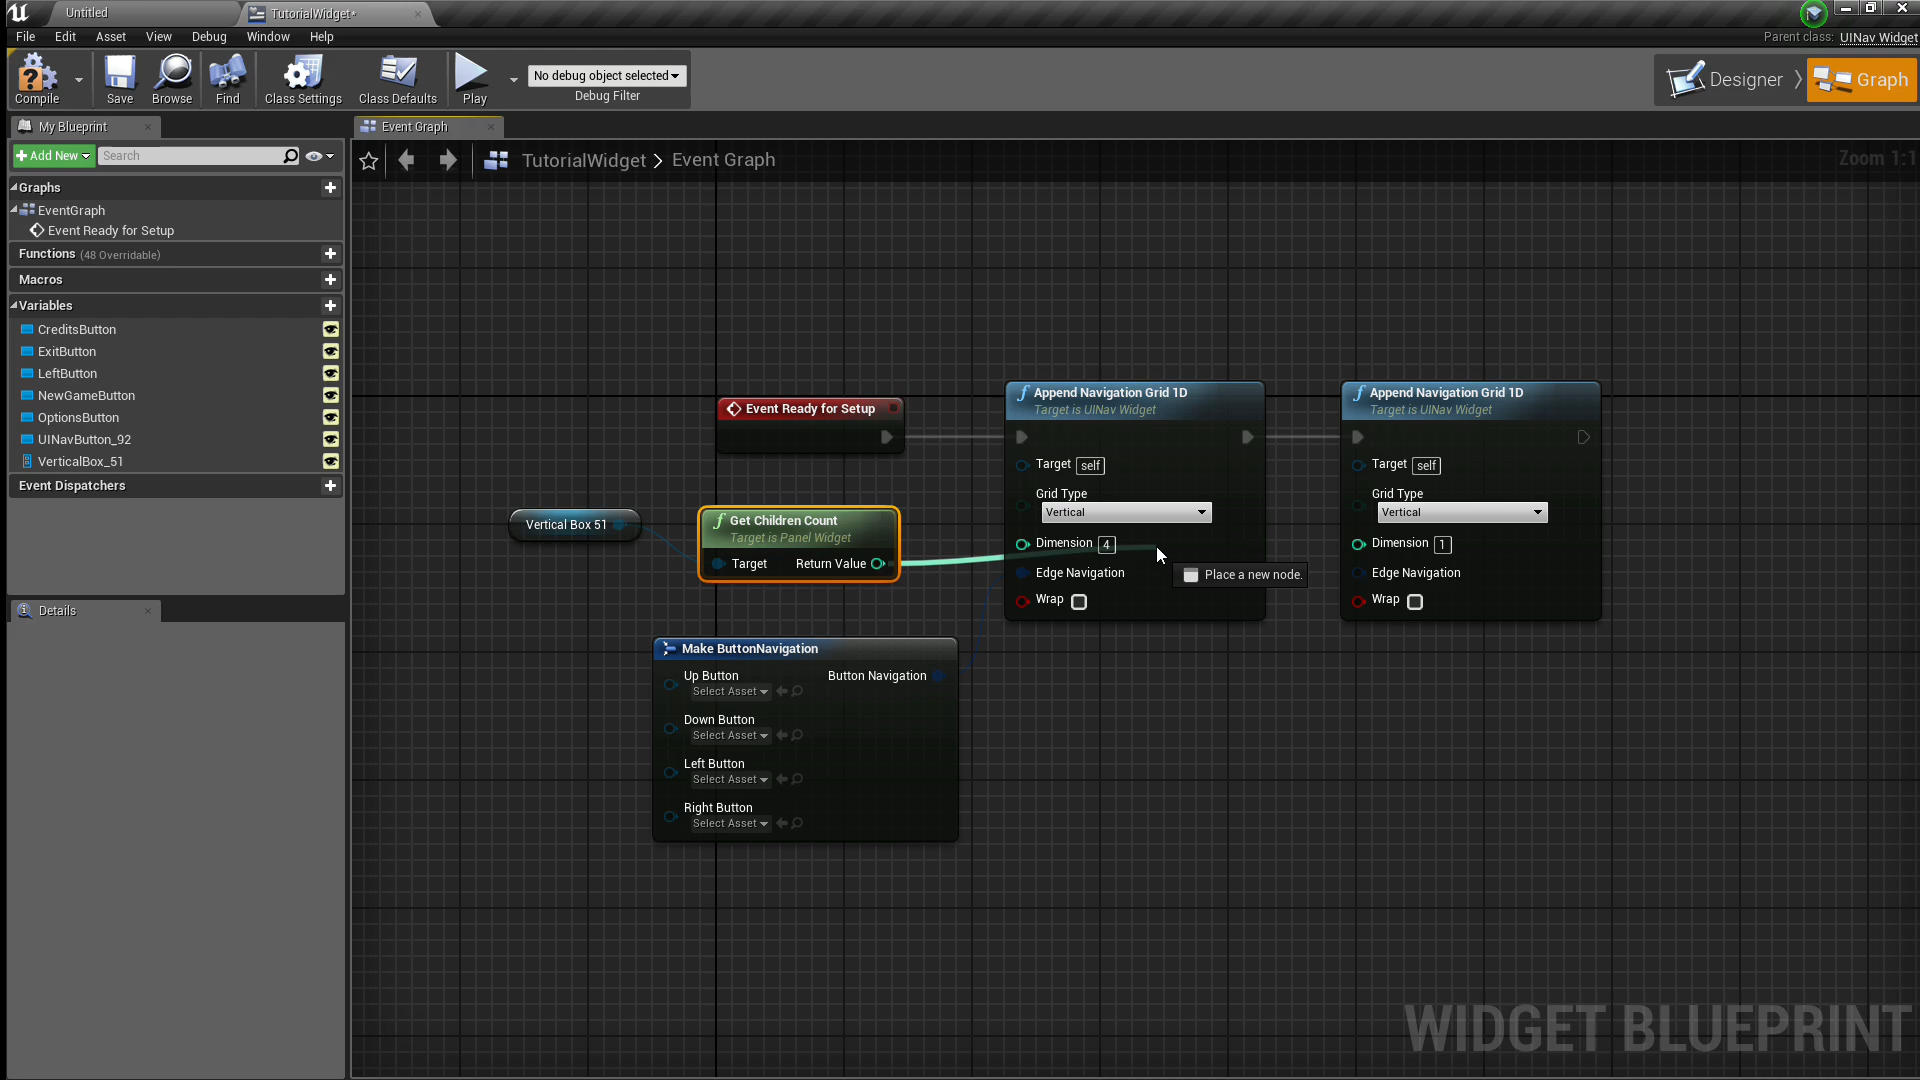 Untitled
TutorialWidget*
File Edit Asset View Debug Window Help
Parent class: UINav Widget
Compile
Save
Browse
Find
Class Settings
Class Defaults
Play
No debug object selected
Debug Filter
Designer
Graph
My Blueprint
Event Graph
Add New
Search
TutorialWidget > Event Graph
Zoom 1:1
Graphs
EventGraph
Event Ready for Setup
Functions (48 Overridable)
Macros
Variables
CreditsButton
ExitButton
LeftButton
NewGameButton
OptionsButton
UINavButton_92
VerticalBox_51
Event Dispatchers
Details
Event Ready for Setup
Vertical Box 51
Get Children Count
Target is Panel Widget
Target
Return Value
Make ButtonNavigation
Up Button
Select Asset
Button Navigation
Down Button
Select Asset
Left Button
Select Asset
Right Button
Select Asset
Append Navigation Grid 1D
Target is UINav Widget
Target self
Grid Type
Vertical
Dimension 4
Edge Navigation
Wrap
Place a new node.
Append Navigation Grid 1D
Target is UINav Widget
Target self
Grid Type
Vertical
Dimension 1
Edge Navigation
Wrap
WIDGET BLUEPRINT